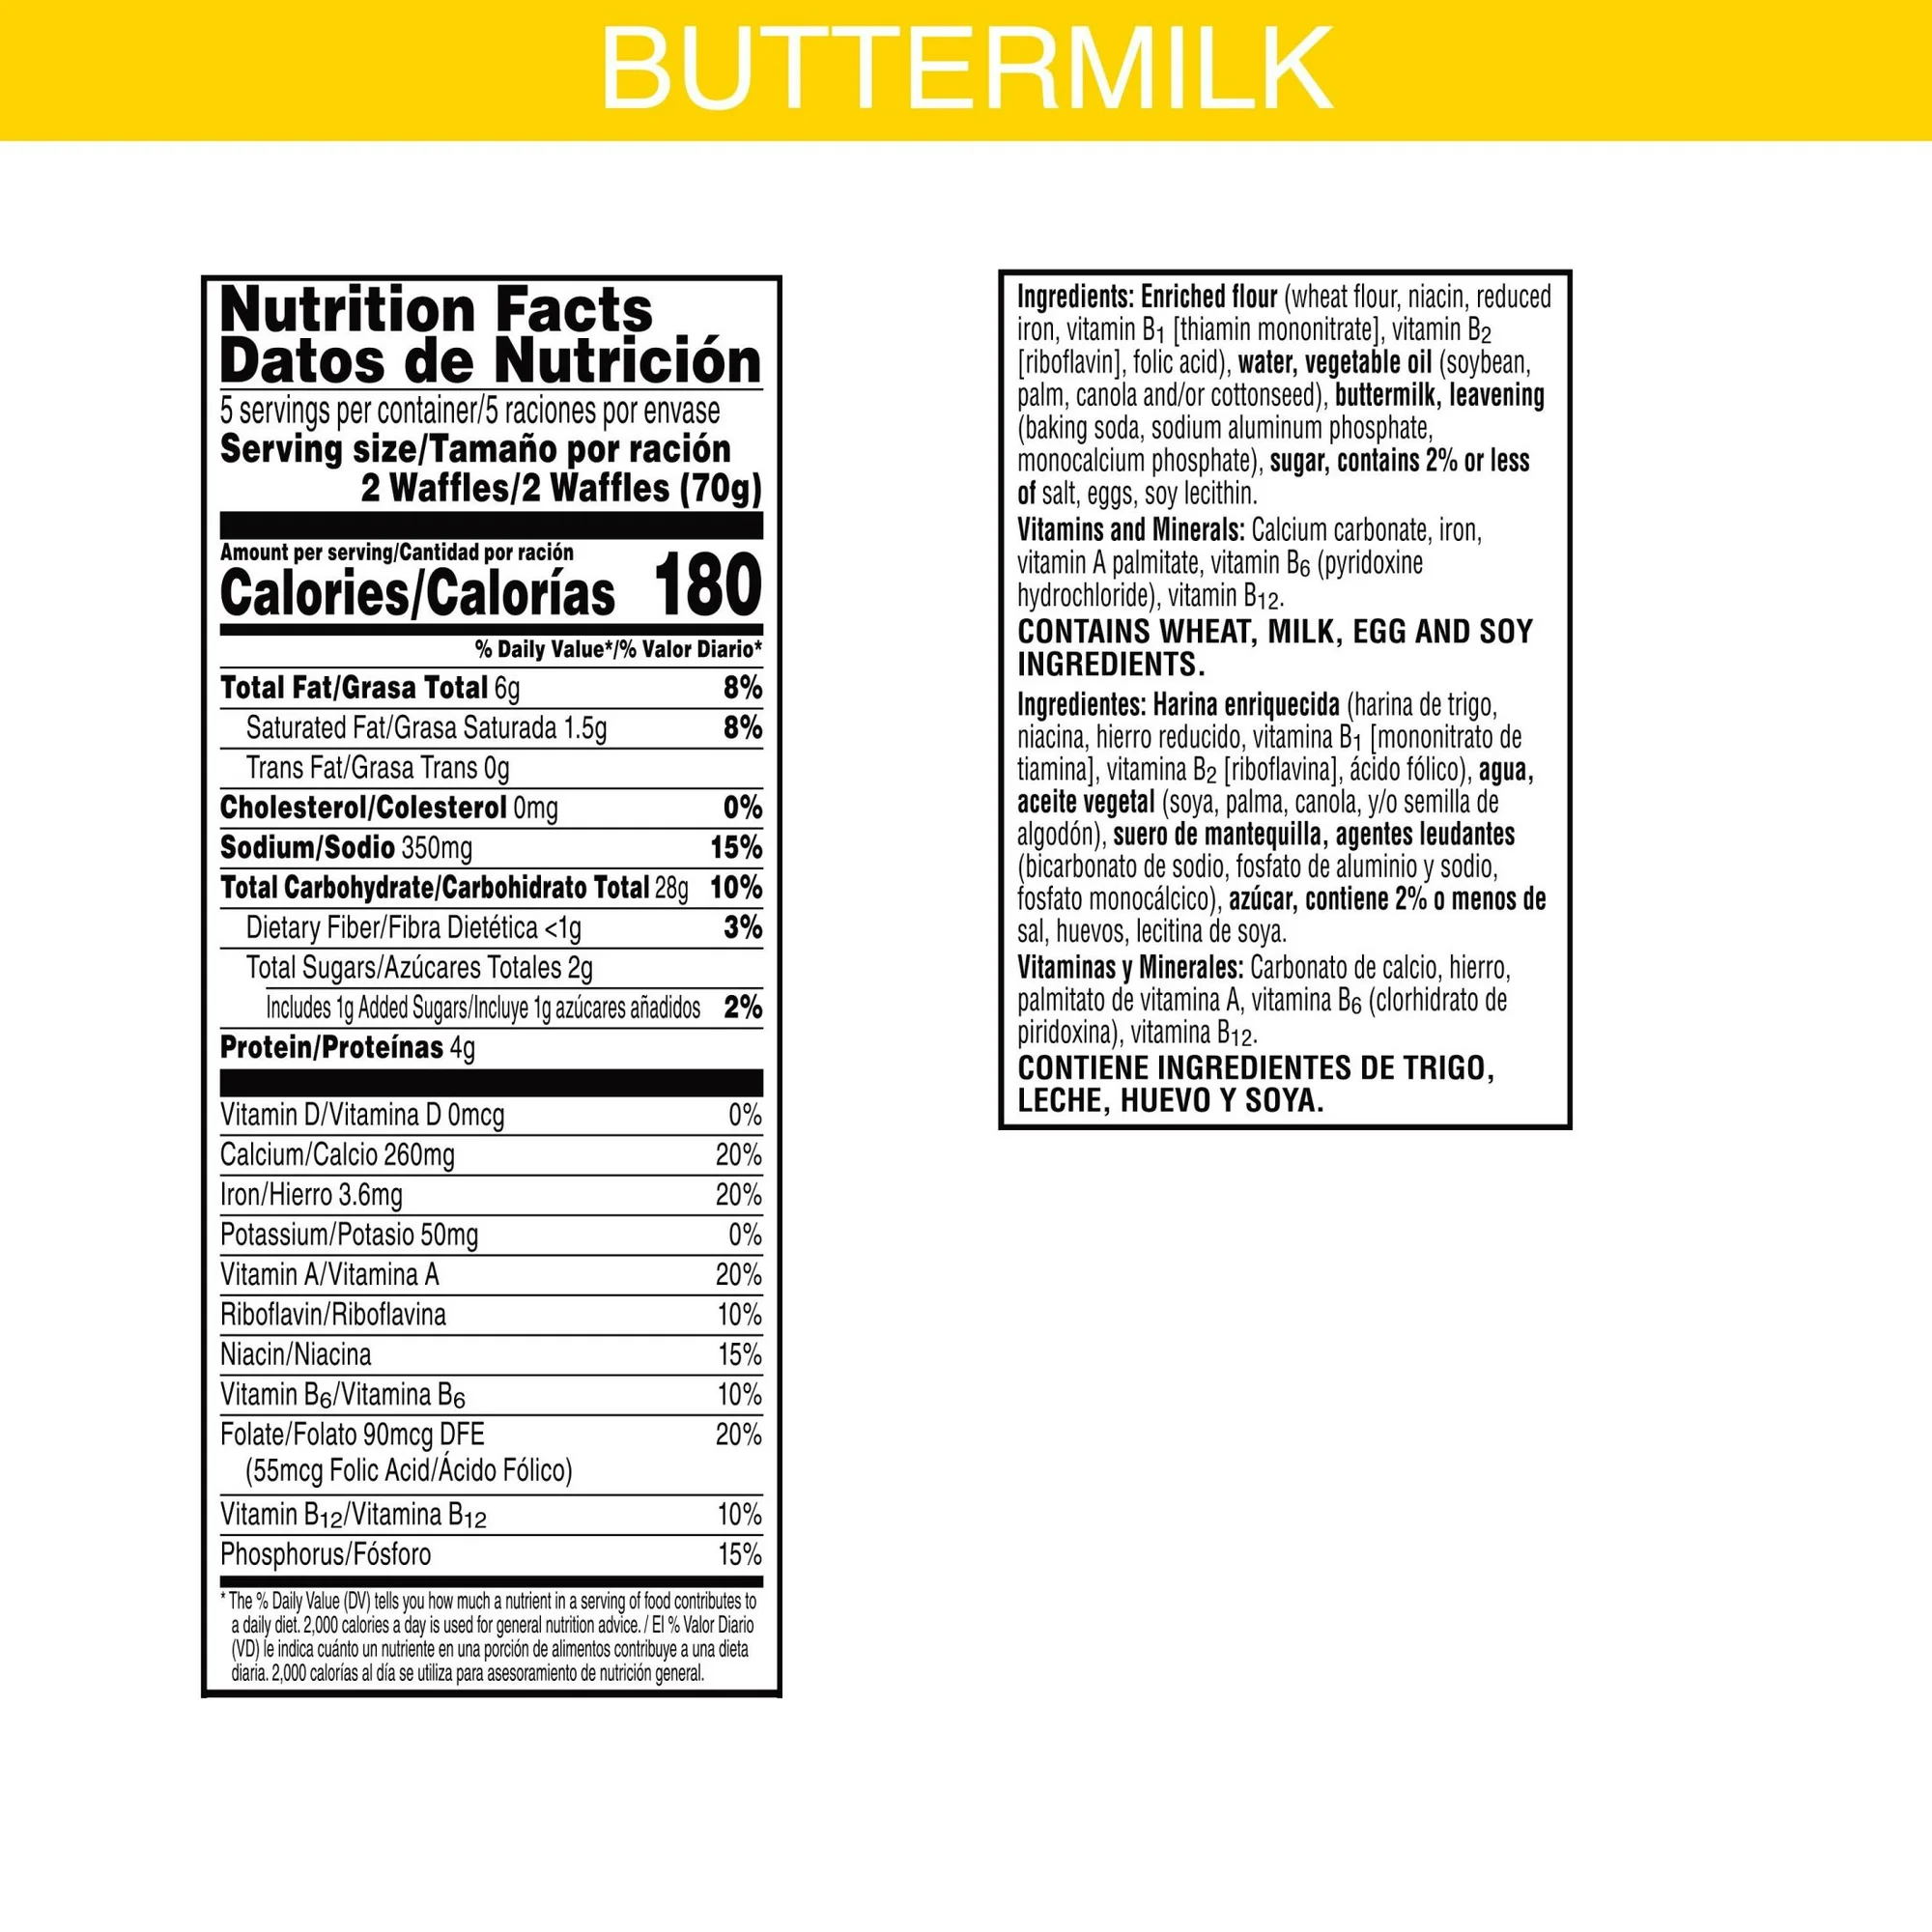 BUTTERMILK
Nutrition Facts
Datos de Nutrición
5 servings per container/5 raciones por envase
Serving size/Tamaño por ración
2 Waffles/2 Waffles (70g)
Amount per serving/Cantidad por ración
Calories/Calorías 180
% Daily Value*/% Valor Diario*
Total Fat/Grasa Total 6g 8%
Saturated Fat/Grasa Saturada 1.5g 8%
Trans Fat/Grasa Trans 0g
Cholesterol/Colesterol 0mg 0%
Sodium/Sodio 350mg 15%
Total Carbohydrate/Carbohidrato Total 28g 10%
Dietary Fiber/Fibra Dietética <1g 3%
Total Sugars/Azúcares Totales 2g
Includes 1g Added Sugars/Incluye 1g azúcares añadidos 2%
Protein/Proteínas 4g
Vitamin D/Vitamina D 0mcg 0%
Calcium/Calcio 260mg 20%
Iron/Hierro 3.6mg 20%
Potassium/Potasio 50mg 0%
Vitamin A/Vitamina A 20%
Riboflavin/Riboflavina 10%
Niacin/Niacina 15%
Vitamin B6/Vitamina B6 10%
Folate/Folato 90mcg DFE 20%
(55mcg Folic Acid/Ácido Fólico)
Vitamin B12/Vitamina B12 10%
Phosphorus/Fósforo 15%
* The % Daily Value (DV) tells you how much a nutrient in a serving of food contributes to
a daily diet. 2,000 calories a day is used for general nutrition advice. / El % Valor Diario
(VD) le indica cuánto un nutriente en una porción de alimentos contribuye a una dieta
diaria. 2,000 calorías al día se utiliza para asesoramiento de nutrición general.
Ingredients: Enriched flour (wheat flour, niacin, reduced
iron, vitamin B1 [thiamin mononitrate], vitamin B2
[riboflavin], folic acid), water, vegetable oil (soybean,
palm, canola and/or cottonseed), buttermilk, leavening
(baking soda, sodium aluminum phosphate,
monocalcium phosphate), sugar, contains 2% or less
of salt, eggs, soy lecithin.
Vitamins and Minerals: Calcium carbonate, iron,
vitamin A palmitate, vitamin B6 (pyridoxine
hydrochloride), vitamin B12.
CONTAINS WHEAT, MILK, EGG AND SOY
INGREDIENTS.
Ingredientes: Harina enriquecida (harina de trigo,
niacina, hierro reducido, vitamina B1 [mononitrato de
tiamina], vitamina B2 [riboflavina], ácido fólico), agua,
aceite vegetal (soya, palma, canola, y/o semilla de
algodón), suero de mantequilla, agentes leudantes
(bicarbonato de sodio, fosfato de aluminio y sodio,
fosfato monocálcico), azúcar, contiene 2% o menos de
sal, huevos, lecitina de soya.
Vitaminas y Minerales: Carbonato de calcio, hierro,
palmitato de vitamina A, vitamina B6 (clorhidrato de
piridoxina), vitamina B12.
CONTIENE INGREDIENTES DE TRIGO,
LECHE, HUEVO Y SOYA.